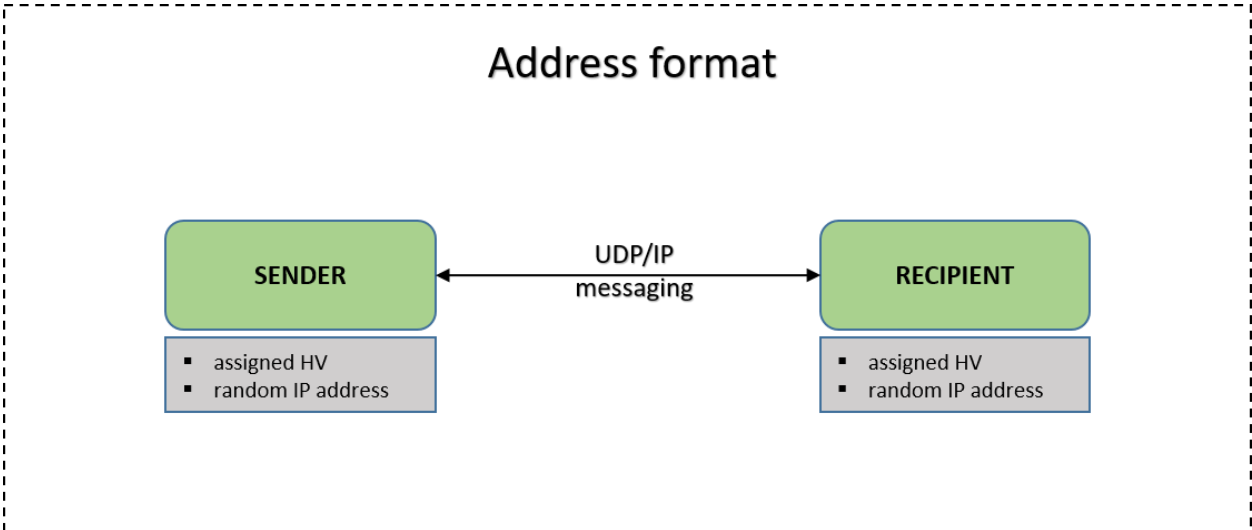 Address format
SENDER
UDP/IP
messaging
RECIPIENT
▪ assigned HV
▪ random IP address
▪ assigned HV
▪ random IP address